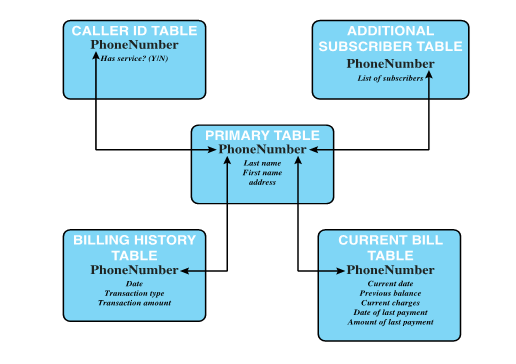 CALLER ID TABLE
PhoneNumber
Has service? (Y/N)
ADDITIONAL
SUBSCRIBER TABLE
PhoneNumber
List of subscribers
PRIMARY TABLE
PhoneNumber
Last name
First name
address
BILLING HISTORY
TABLE
PhoneNumber
Date
Transaction type
Transaction amount
CURRENT BILL
TABLE
PhoneNumber
Current date
Previous balance
Current charges
Date of last payment
Amount of last payment